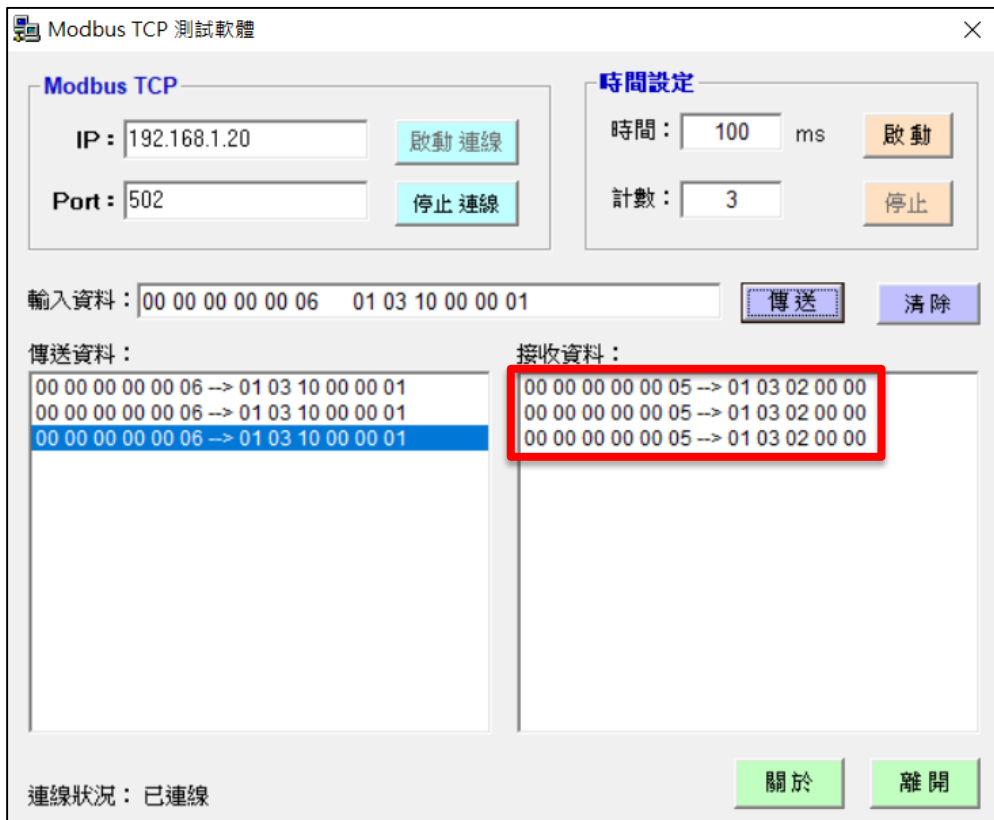 Modbus TCP 測試軟體
Modbus TCP
IP： 192.168.1.20 啟動 連線
Port： 502 停止 連線
時間設定
時間： 100 ms 啟動
計數： 3 停止
輸入資料： 00 00 00 00 00 06 01 03 10 00 00 01 傳送 清除
傳送資料：
00 00 00 00 00 06 --> 01 03 10 00 00 01
00 00 00 00 00 06 --> 01 03 10 00 00 01
00 00 00 00 00 06 --> 01 03 10 00 00 01
接收資料：
00 00 00 00 00 05 --> 01 03 02 00 00
00 00 00 00 00 05 --> 01 03 02 00 00
00 00 00 00 00 05 --> 01 03 02 00 00
連線狀況： 已連線
關於 離開